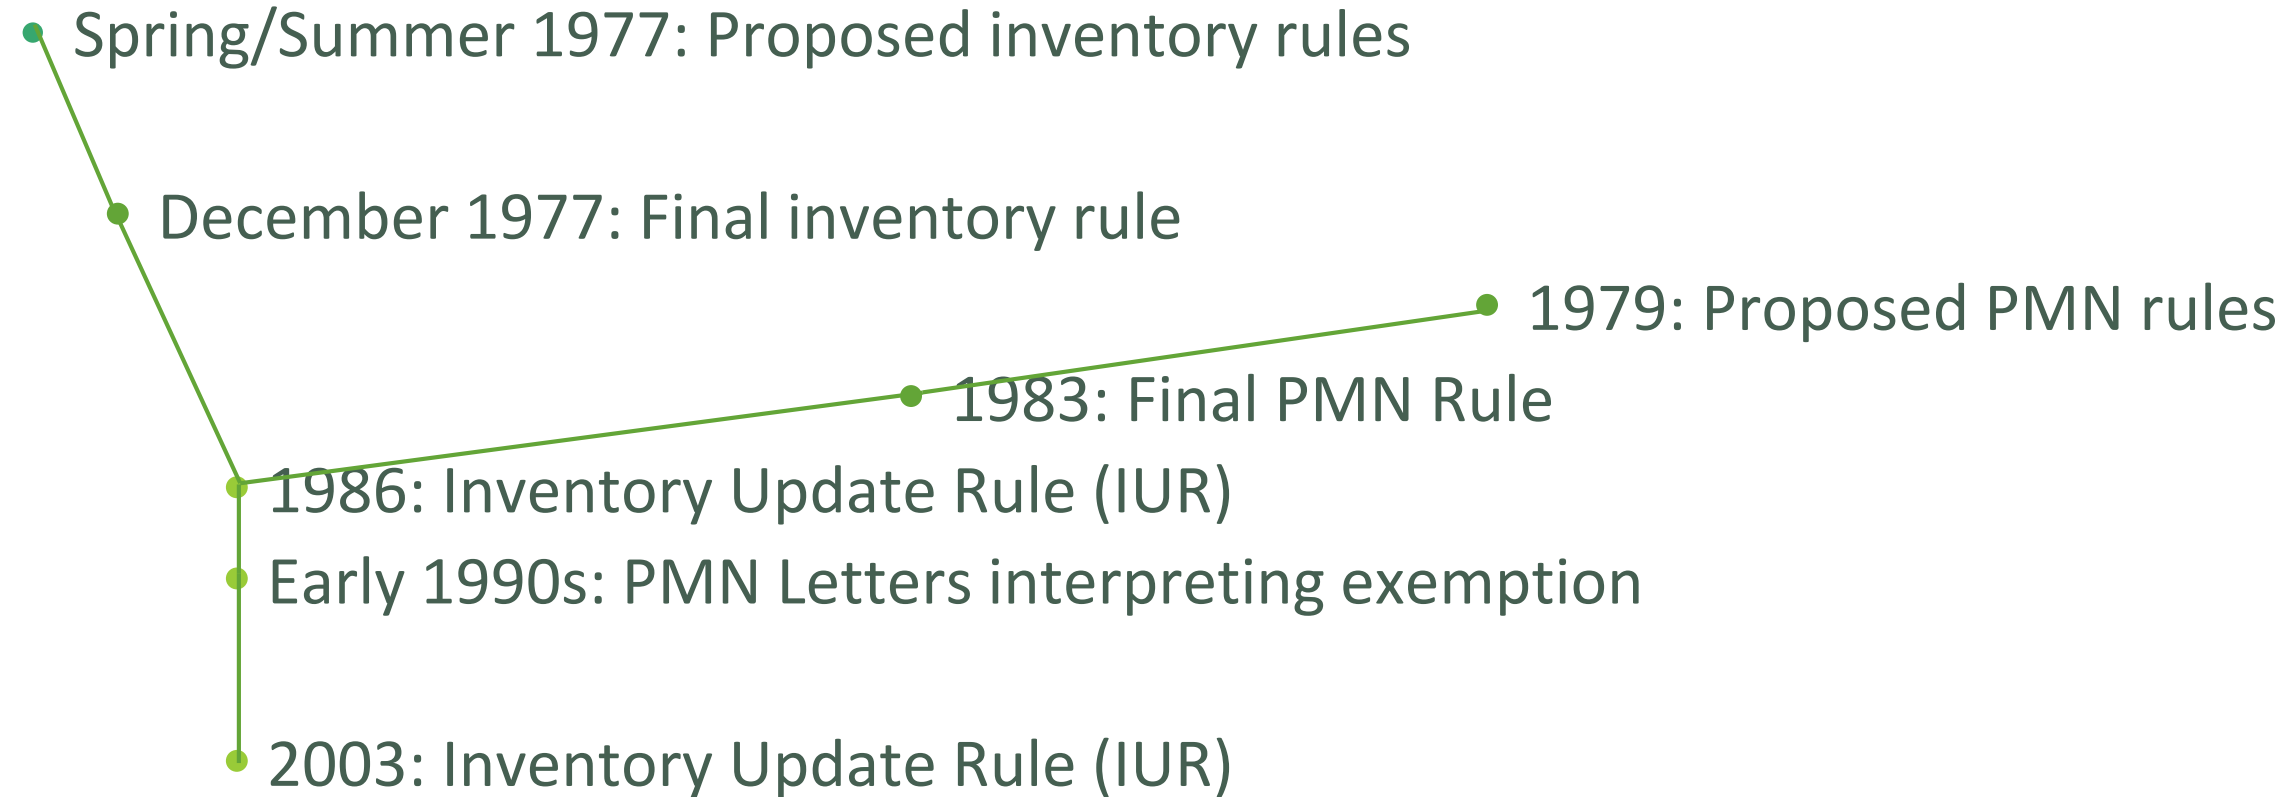 Spring/Summer 1977: Proposed inventory rules
December 1977: Final inventory rule
1979: Proposed PMN rules
1983: Final PMN Rule
1986: Inventory Update Rule (IUR)
Early 1990s: PMN Letters interpreting exemption
2003: Inventory Update Rule (IUR)